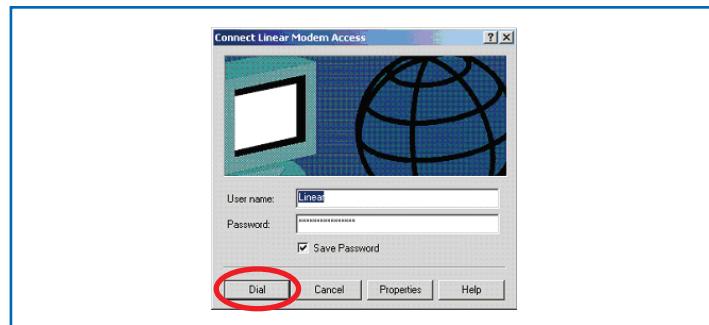 Connect Linear Modem Access
User name: Linear
Password: ****************
Save Password
Dial Cancel Properties Help